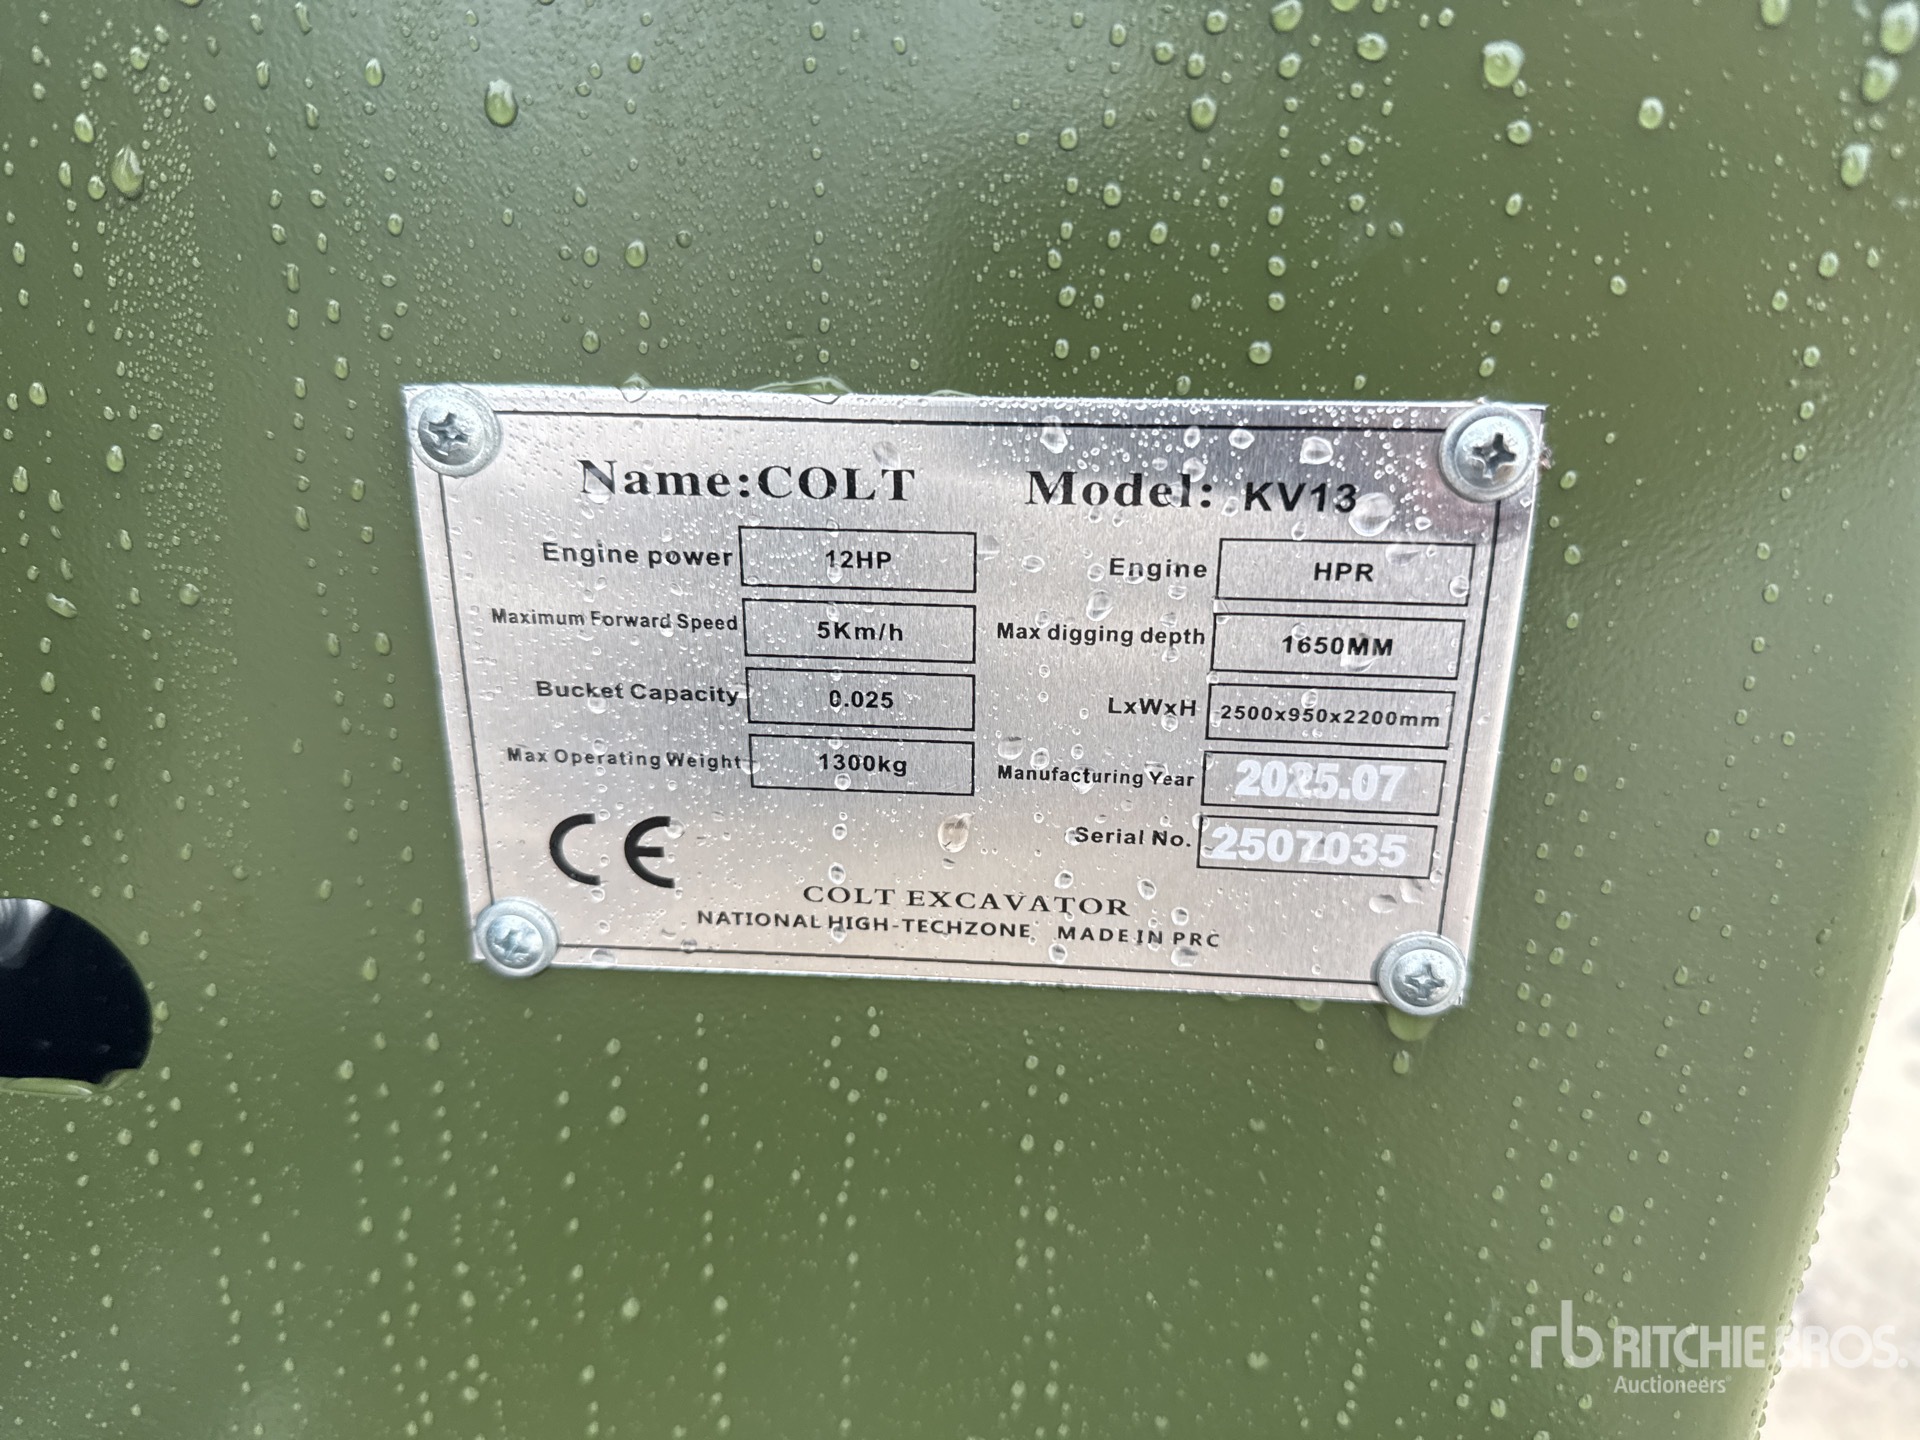 Name:COLT Model: KV13
Engine power 12HP Engine HPR
Maximum Forward Speed 5Km/h Max digging depth 1650MM
Bucket Capacity 0.025 LxWxH 2500x950x2200mm
Max Operating Weight 1300kg Manufacturing Year 2025.07
Serial No. 2507035
CE
COLT EXCAVATOR
NATIONAL HIGH-TECHZONE MADE IN PRC
rb RITCHIE BROS.
Auctioneers